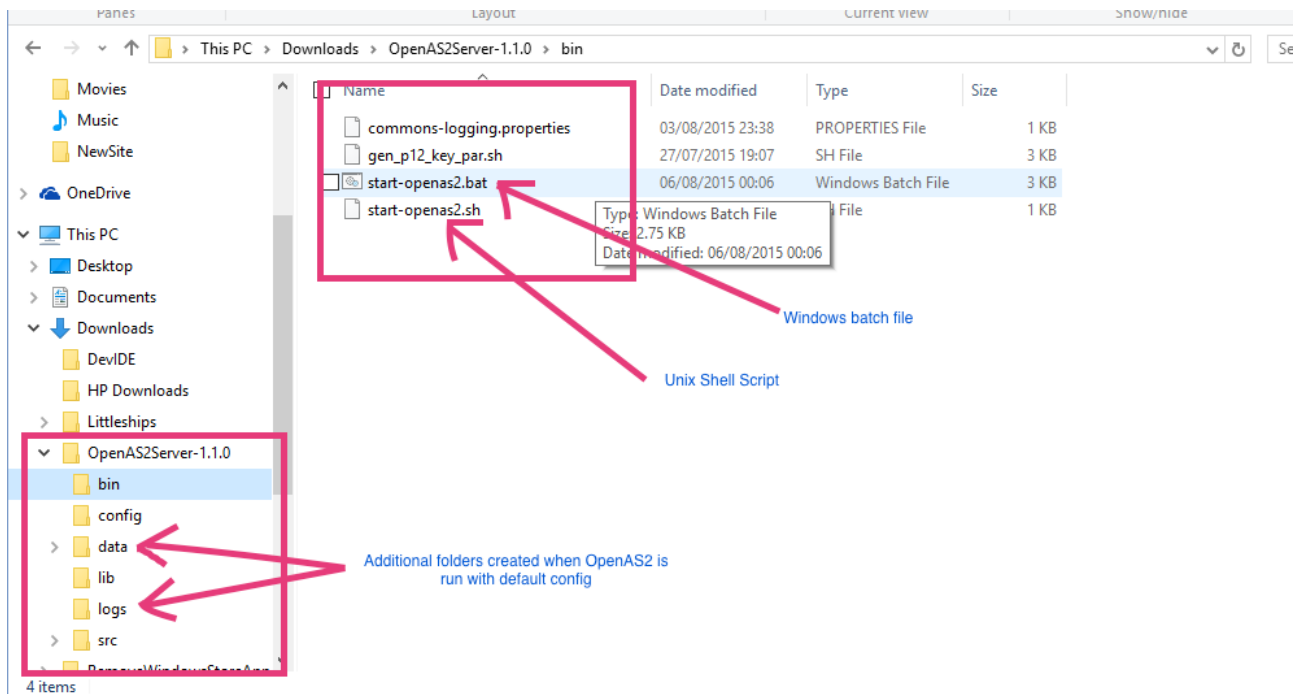 Panes Layout Current view Show/hide
This PC > Downloads > OpenAS2Server-1.1.0 > bin
Name Date modified Type Size
Movies
Music
NewSite
OneDrive
This PC
Desktop
Documents
Downloads
DevIDE
HP Downloads
Littleships
OpenAS2Server-1.1.0
bin
config
data
lib
logs
src
commons-logging.properties 03/08/2015 23:38 PROPERTIES File 1 KB
gen_p12_key_par.sh 27/07/2015 19:07 SH File 3 KB
start-openas2.bat 06/08/2015 00:06 Windows Batch File 3 KB
start-openas2.sh File 1 KB
Type: Windows Batch File
Size: 2.75 KB
Date modified: 06/08/2015 00:06
Windows batch file
Unix Shell Script
Additional folders created when OpenAS2 is
run with default config
4 items